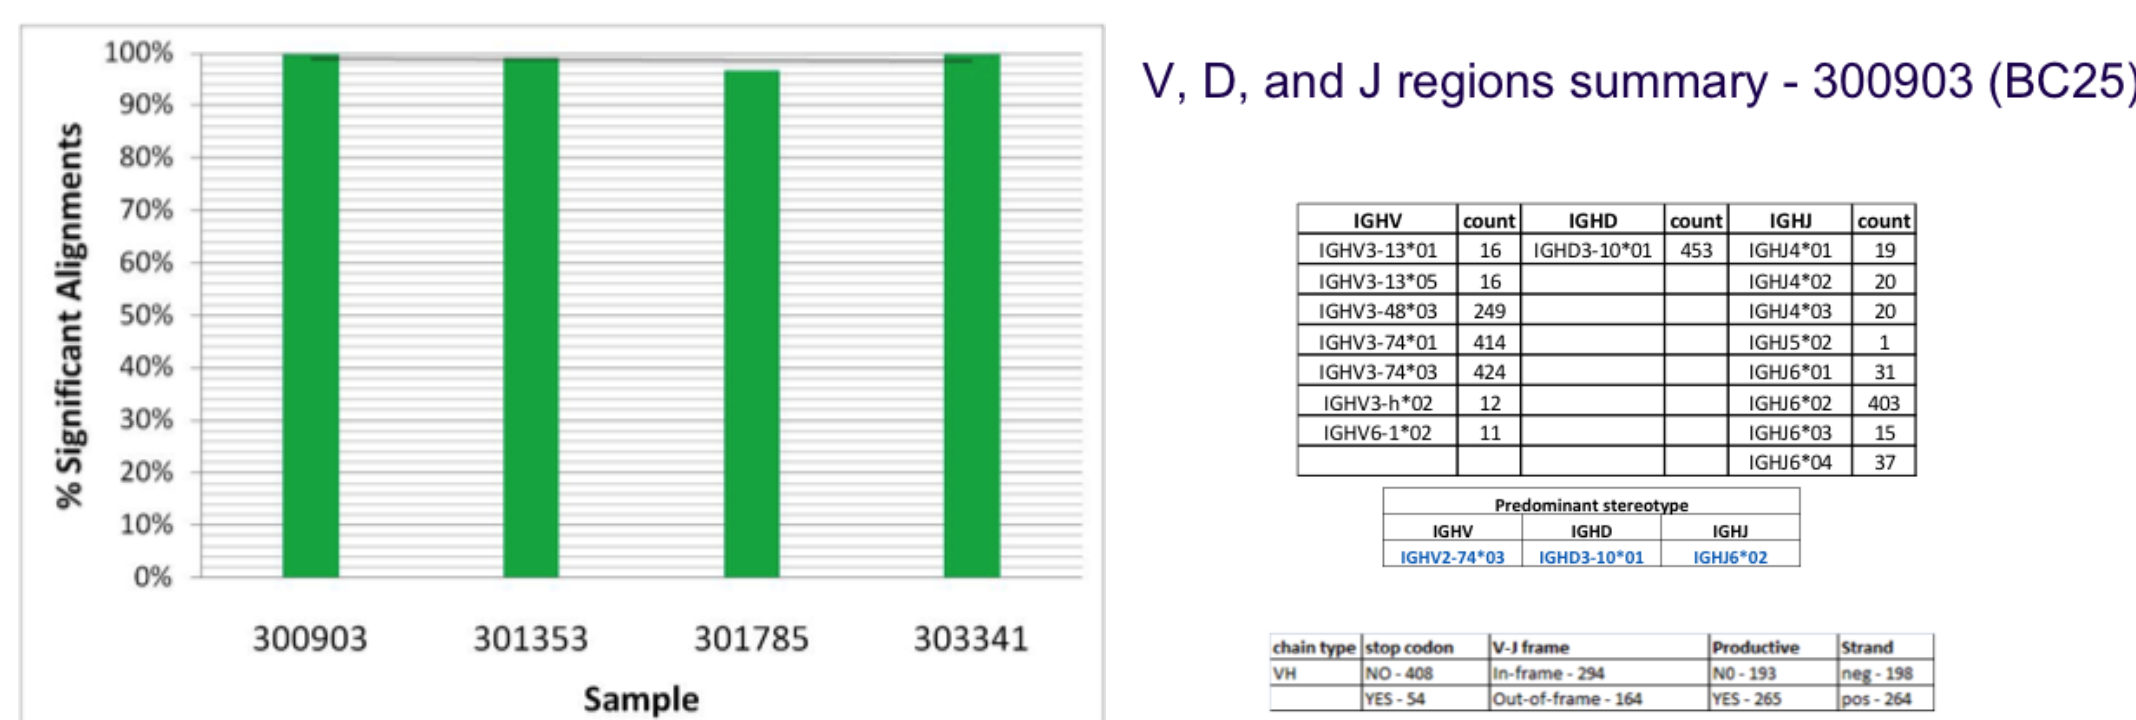 100%
90%
80%
70%
60%
50%
40%
30%
20%
10%
0%
% Significant Alignments
300903 301353 301785 303341
Sample
V, D, and J regions summary - 300903 (BC25)
IGHV count IGHD count IGHJ count
IGHV3-13*01 16 IGHD3-10*01 453 IGHJ4*01 19
IGHV3-13*05 16 IGHJ4*02 20
IGHV3-48*03 249 IGHJ4*03 20
IGHV3-74*01 414 IGHJ5*02 1
IGHV3-74*03 424 IGHJ6*01 31
IGHV3-h*02 12 IGHJ6*02 403
IGHV6-1*02 11 IGHJ6*03 15
IGHJ6*04 37
Predominant stereotype
IGHV IGHD IGHJ
IGHV2-74*03 IGHD3-10*01 IGHJ6*02
chain type stop codon V-J frame Productive Strand
VH NO - 408 In-frame - 294 N0 - 193 neg - 198
YES - 54 Out-of-frame - 164 YES - 265 pos - 264